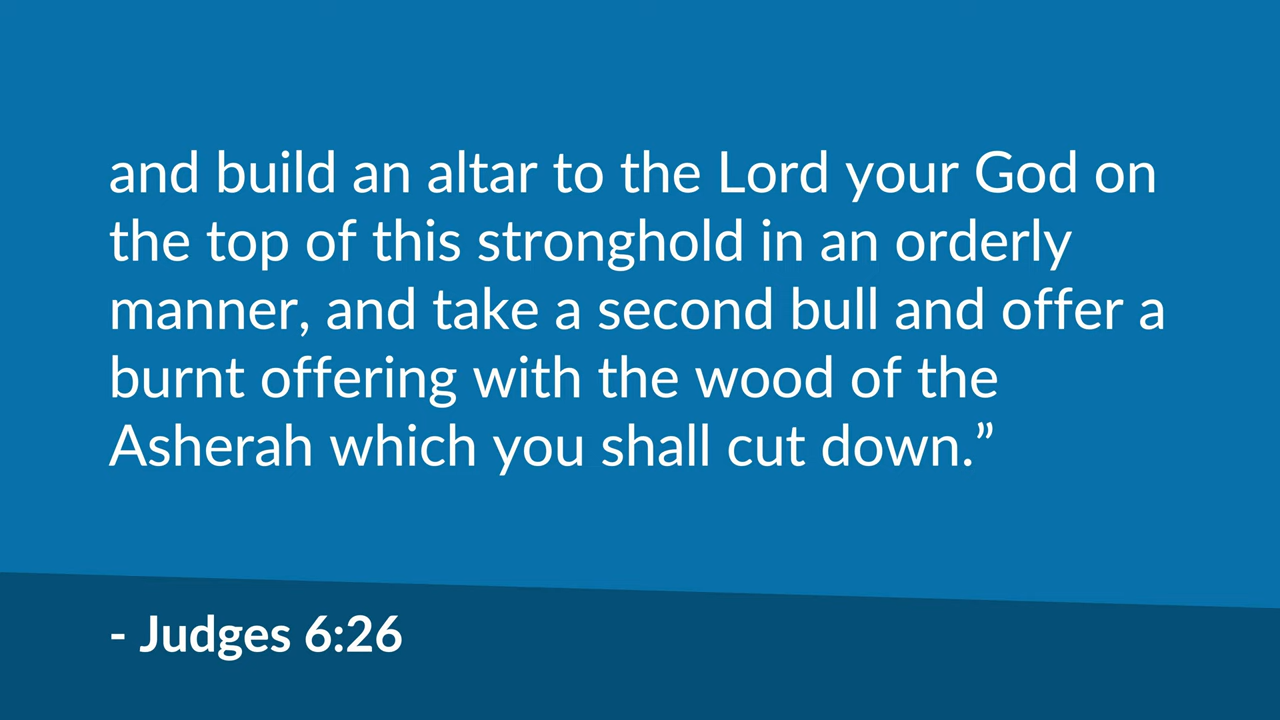 and build an altar to the Lord your God on
the top of this stronghold in an orderly
manner, and take a second bull and offer a
burnt offering with the wood of the
Asherah which you shall cut down.”
- Judges 6:26